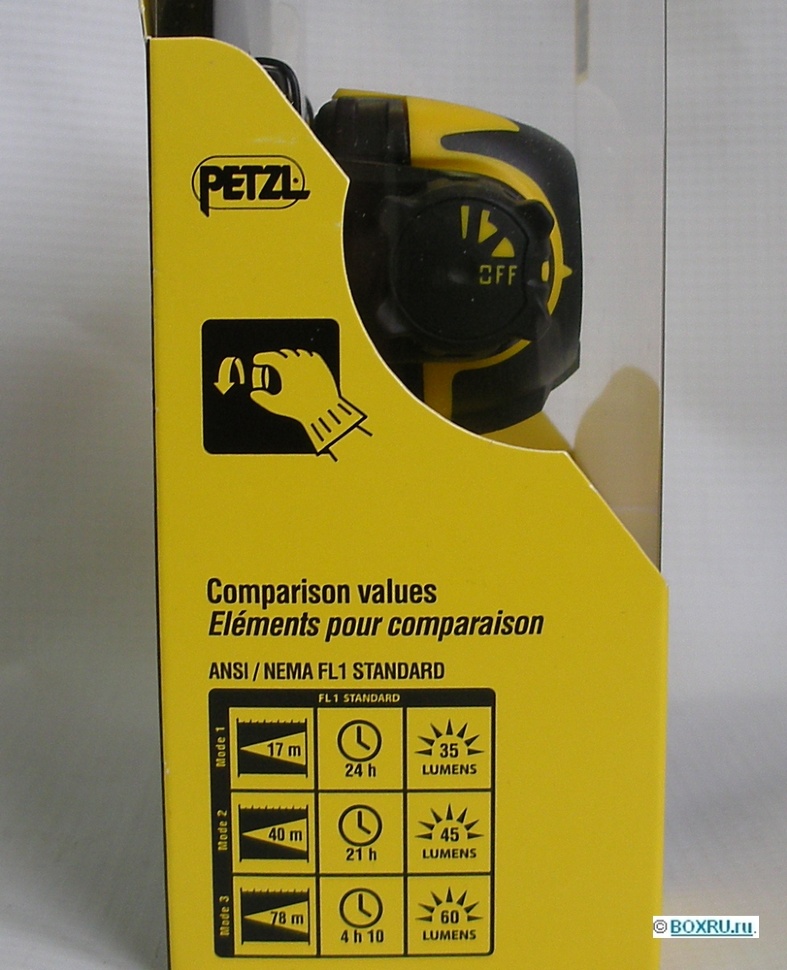 PETZL
OFF
Comparison values
Eléments pour comparaison
ANSI / NEMA FL1 STANDARD
FL1 STANDARD
Mode 1
17 m
24 h
35
LUMENS
Mode 2
40 m
21 h
45
LUMENS
Mode 3
78 m
4 h 10
60
LUMENS
© BOXRU.ru.